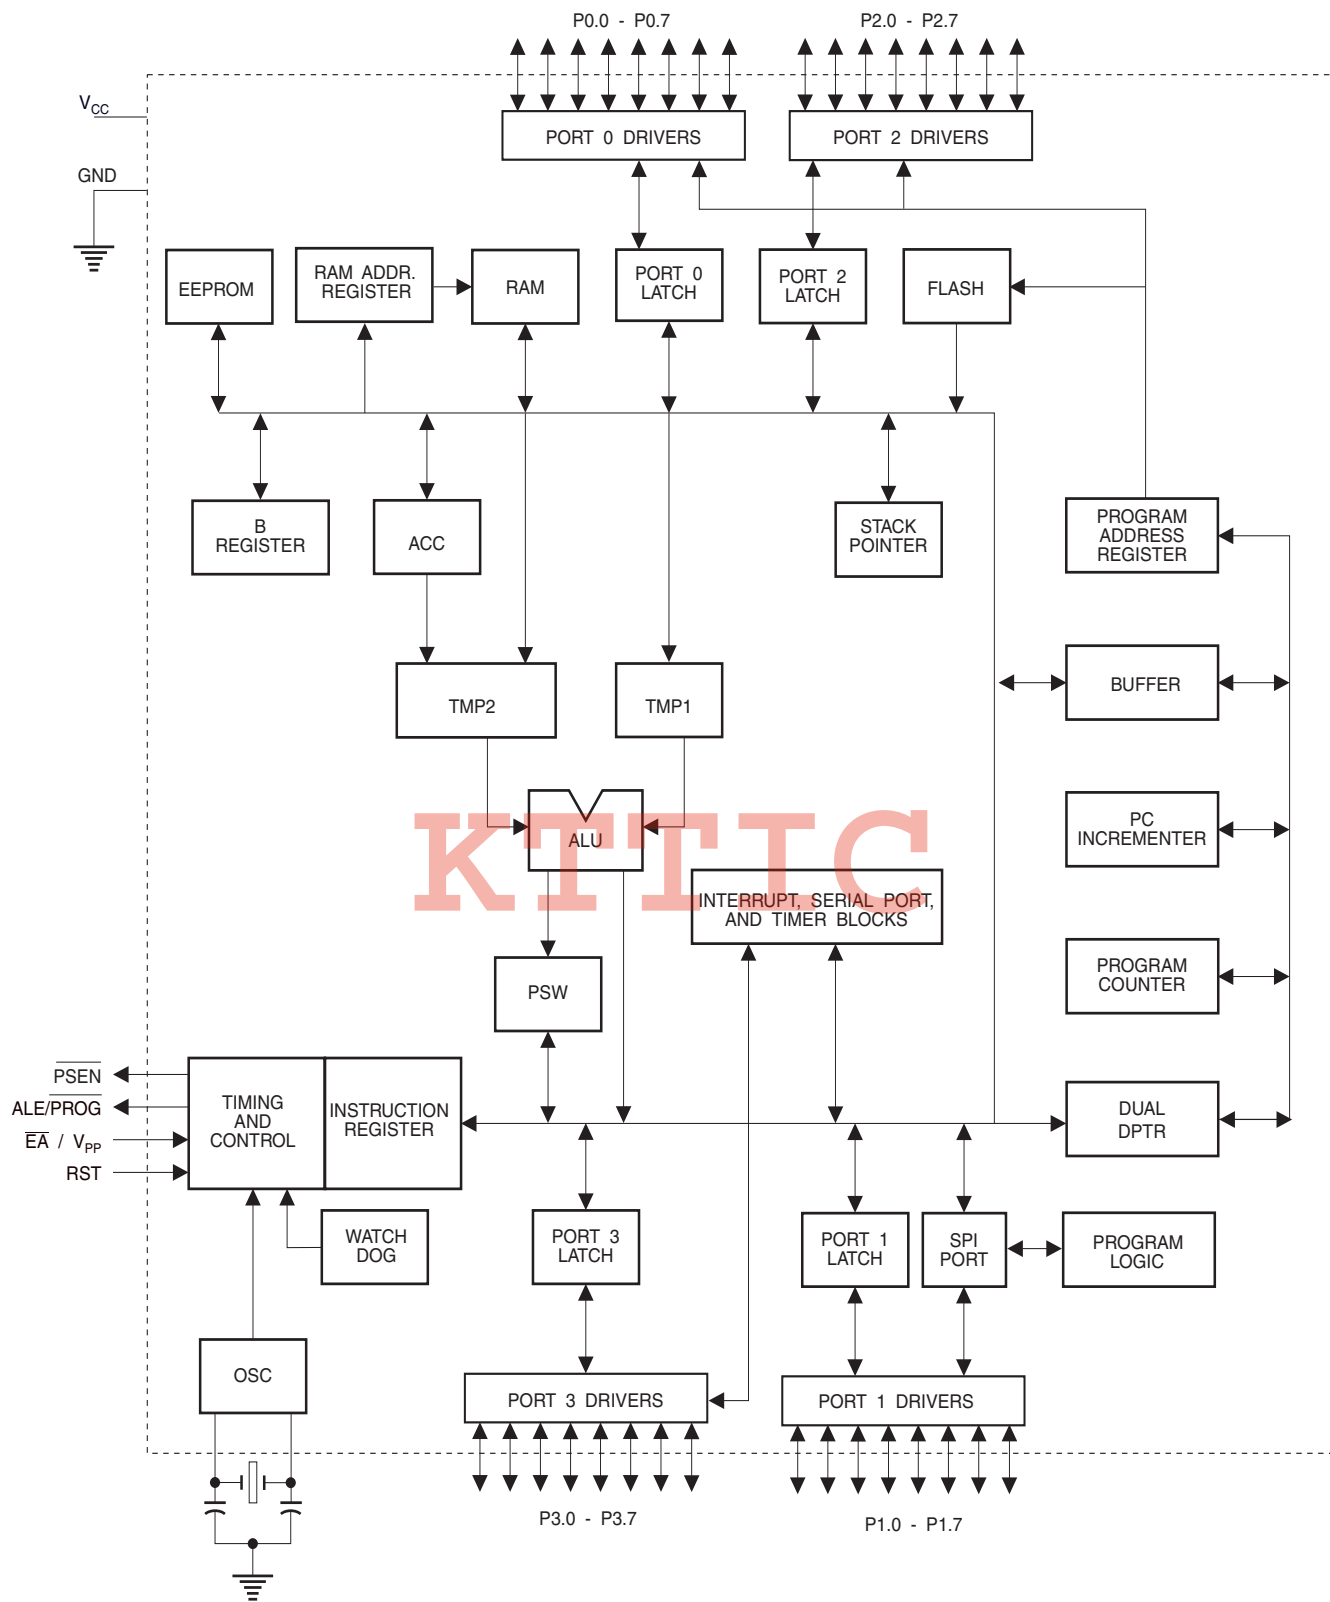 P0.0 - P0.7
P2.0 - P2.7
VCC
PORT 0 DRIVERS
PORT 2 DRIVERS
GND
EEPROM
RAM ADDR.
REGISTER
RAM
PORT 0
LATCH
PORT 2
LATCH
FLASH
B
REGISTER
ACC
STACK
POINTER
PROGRAM
ADDRESS
REGISTER
TMP2
TMP1
BUFFER
ALU
PC
INCREMENTER
KTTIC
INTERRUPT, SERIAL PORT,
AND TIMER BLOCKS
PSW
PROGRAM
COUNTER
PSEN
ALE/PROG
EA / VPP
RST
TIMING
AND
CONTROL
INSTRUCTION
REGISTER
DUAL
DPTR
WATCH
DOG
PORT 3
LATCH
PORT 1
LATCH
SPI
PORT
PROGRAM
LOGIC
OSC
PORT 3 DRIVERS
PORT 1 DRIVERS
P3.0 - P3.7
P1.0 - P1.7